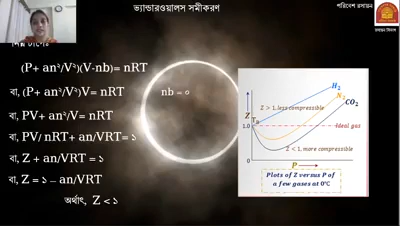 ভ্যান্ডারওয়ালস সমীকরণ
পরিবেশ রসায়ন
(P+ an²/V²)(V-nb)= nRT
বা, (P+ an²/V²)V= nRT
nb = ০
বা, PV+ an²/V= nRT
বা, PV/ nRT+ an/VRT= ১
বা, Z + an/VRT = ১
বা, Z = ১ – an/VRT
অর্থাৎ, Z < ১
H₂
N₂
CO₂
Z > 1, less compressible
Z
T_B
1.0
Ideal gas
Z < 1, more compressible
0
P
Plots of Z versus P of
a few gases at 0°C